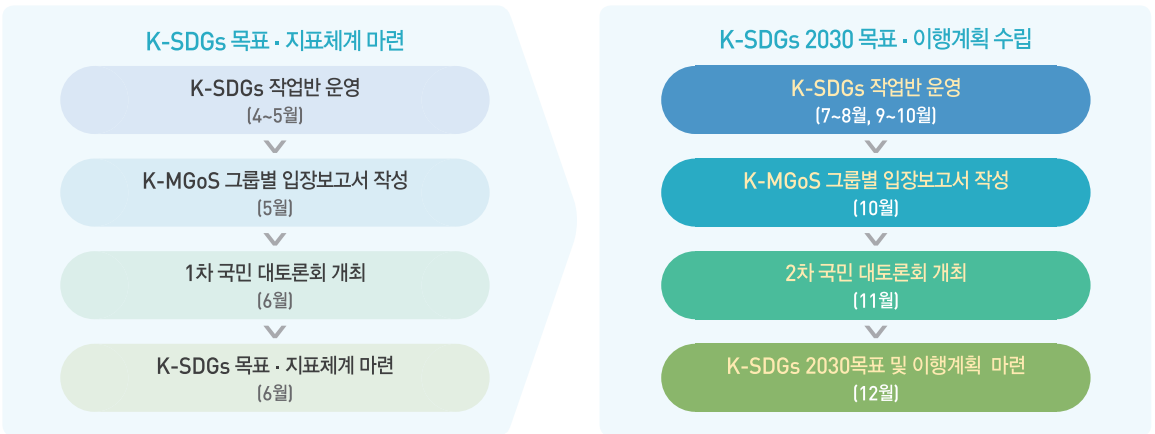 K-SDGs 목표 · 지표체계 마련
K-SDGs 작업반 운영
(4~5월)
K-MGoS 그룹별 입장보고서 작성
(5월)
1차 국민 대토론회 개최
(6월)
K-SDGs 목표 · 지표체계 마련
(6월)
K-SDGs 2030 목표 · 이행계획 수립
K-SDGs 작업반 운영
(7~8월, 9~10월)
K-MGoS 그룹별 입장보고서 작성
(10월)
2차 국민 대토론회 개최
(11월)
K-SDGs 2030목표 및 이행계획 마련
(12월)